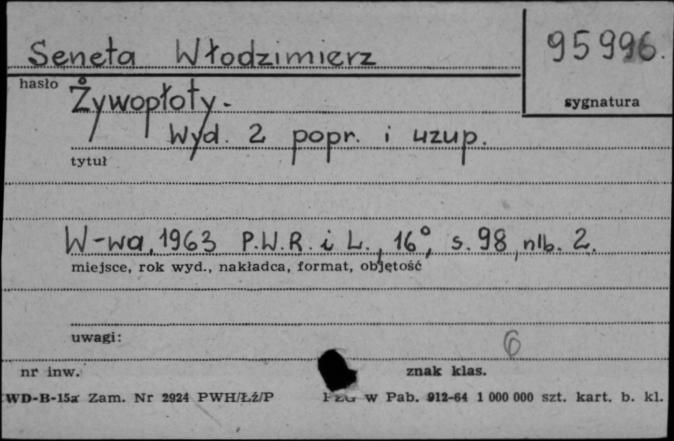 Seneta Włodzimierz
95996.
hasło
sygnatura
Żywopłoty.-
Wyd. 2 popr. i uzup.
tytuł
W-wa, 1963 P.W.R. i L., 16°, s. 98, nlb. 2.
miejsce, rok wyd., nakładca, format, objętość
uwagi:
6
nr inw.
znak klas.
WD-B-15a Zam. Nr 2924 PWH/Łż/P w Pab. 912-64 1 000 000 szt. kart. b. kl.